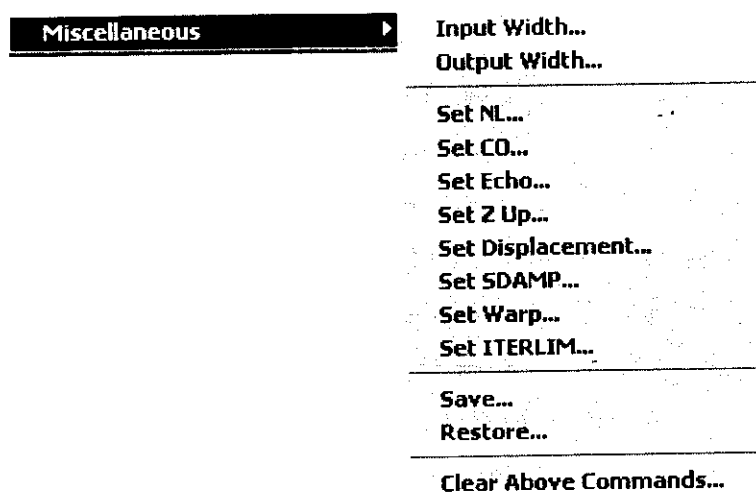 Miscellaneous
Input Width...
Output Width...
Set NL...
Set CO...
Set Echo...
Set Z Up...
Set Displacement...
Set SDAMP...
Set Warp...
Set ITERLIM...
Save...
Restore...
Clear Above Commands...